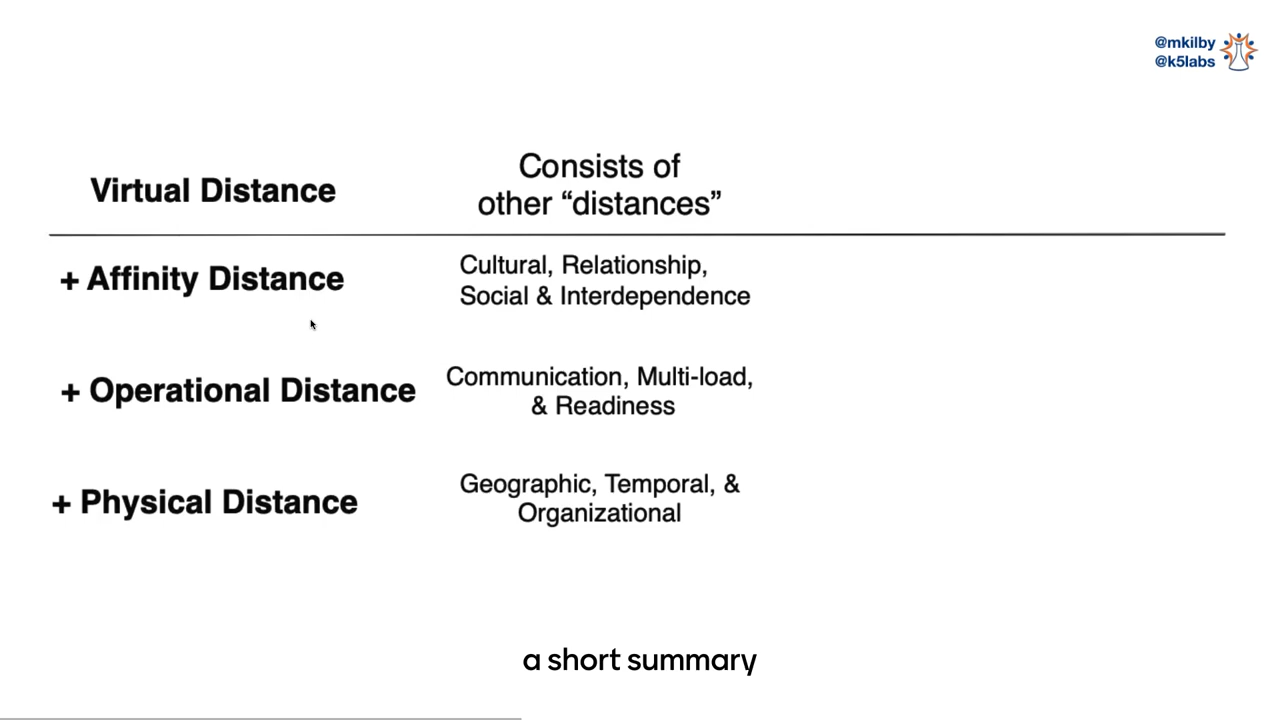 @mkilby
@k5labs
Virtual Distance
Consists of
other “distances”
+ Affinity Distance
Cultural, Relationship,
Social & Interdependence
+ Operational Distance
Communication, Multi-load,
& Readiness
+ Physical Distance
Geographic, Temporal, &
Organizational
a short summary